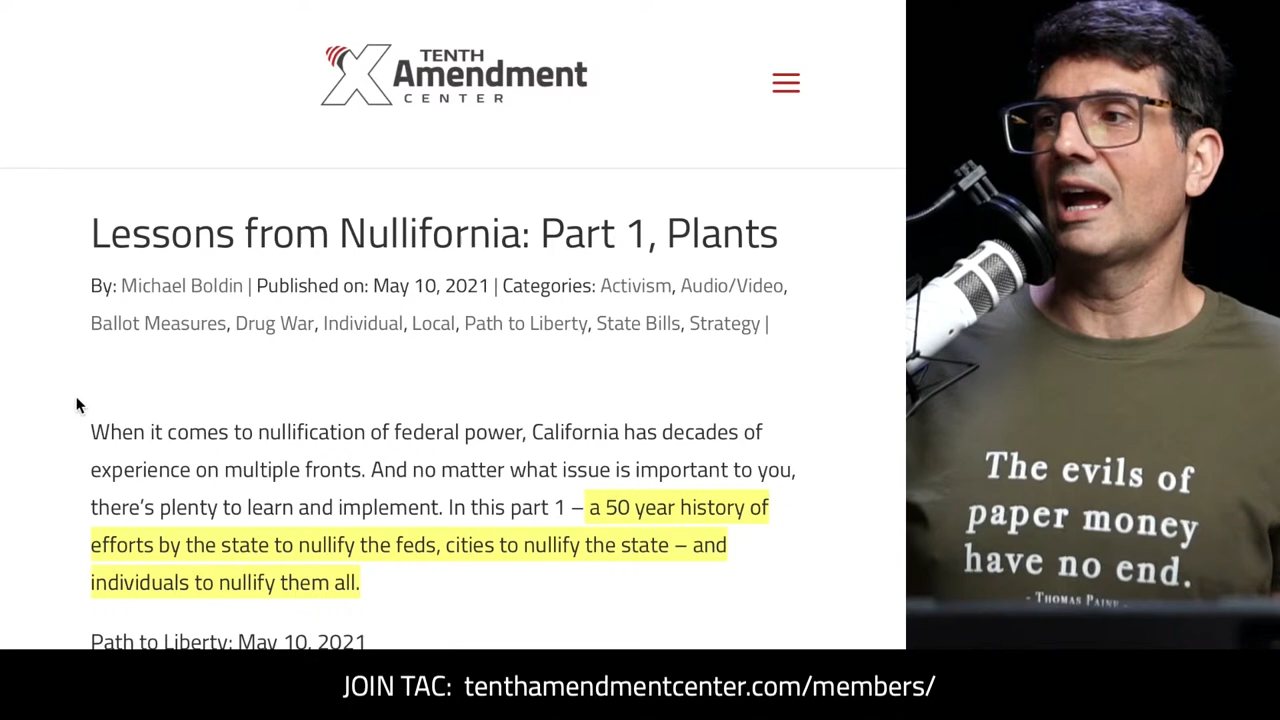 TENTH
Amendment
CENTER
Lessons from Nullifornia: Part 1, Plants
By: Michael Boldin | Published on: May 10, 2021 | Categories: Activism, Audio/Video,
Ballot Measures, Drug War, Individual, Local, Path to Liberty, State Bills, Strategy |
When it comes to nullification of federal power, California has decades of
experience on multiple fronts. And no matter what issue is important to you,
there’s plenty to learn and implement. In this part 1 – a 50 year history of
efforts by the state to nullify the feds, cities to nullify the state – and
individuals to nullify them all.
Path to Liberty: May 10, 2021
The evils of
paper money
have no end.
- Thomas Paine -
JOIN TAC: tenthamendmentcenter.com/members/